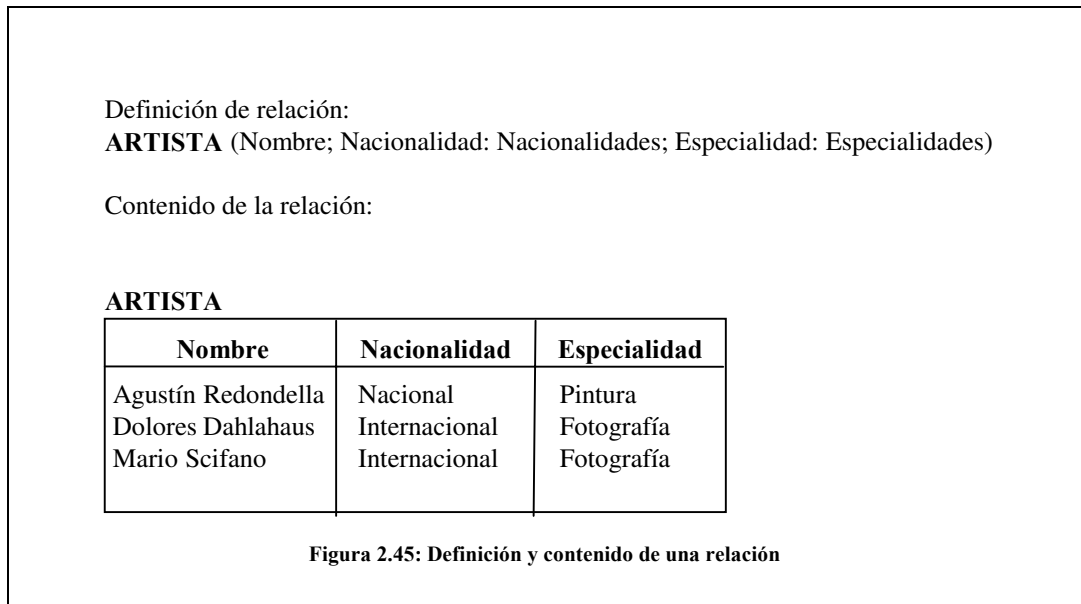 Definición de relación:
ARTISTA (Nombre; Nacionalidad: Nacionalidades; Especialidad: Especialidades)
Contenido de la relación:
ARTISTA
Nombre Nacionalidad Especialidad
Agustín Redondella Nacional Pintura
Dolores Dahlahaus Internacional Fotografía
Mario Scifano Internacional Fotografía
Figura 2.45: Definición y contenido de una relación